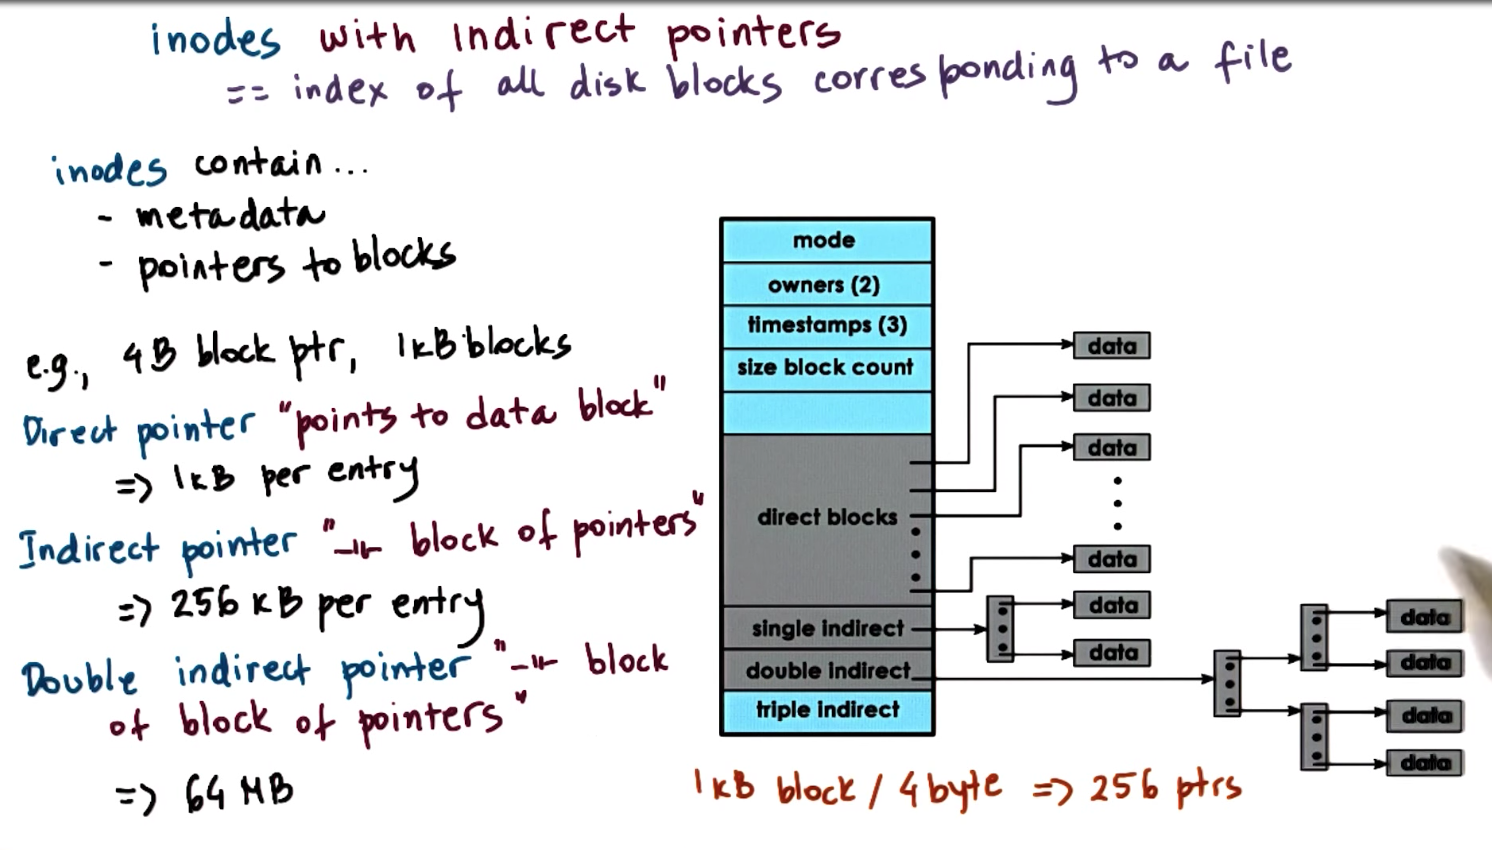 inodes with Indirect pointers
== index of all disk blocks corresponding to a file
inodes contain...
- metadata
- pointers to blocks
e.g., 4B block ptr, 1kB blocks
Direct pointer "points to data block"
=> 1kB per entry
Indirect pointer "-||- block of pointers"
=> 256 kB per entry
Double indirect pointer "-||- block
of block of pointers"
=> 64 MB
mode
owners (2)
timestamps (3)
size block count
direct blocks
single indirect
double indirect
triple indirect
data
data
data
data
data
data
data
data
data
data
1kB block / 4 byte => 256 ptrs